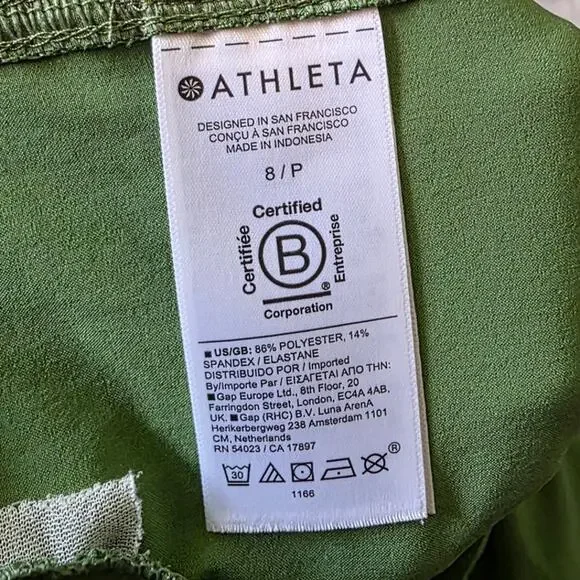 ATHLETA
DESIGNED IN SAN FRANCISCO
CONÇU À SAN FRANCISCO
MADE IN INDONESIA
8 / P
Certified
Certifiée
B
Entreprise
®
Corporation
US/GB: 86% POLYESTER, 14%
SPANDEX / ELASTANE
DISTRIBUIDO POR / Imported
By/Importe Par / ΕΙΣΑΓΕΤΑΙ ΑΠΟ ΤΗΝ:
Gap Europe Ltd., 8th Floor, 20
Farringdon Street, London, EC4A 4AB,
UK, Gap (RHC) B.V. Luna ArenA
Herikerbergweg 238 Amsterdam 1101
CM, Netherlands
RN 54023 / CA 17897
30
®
1166